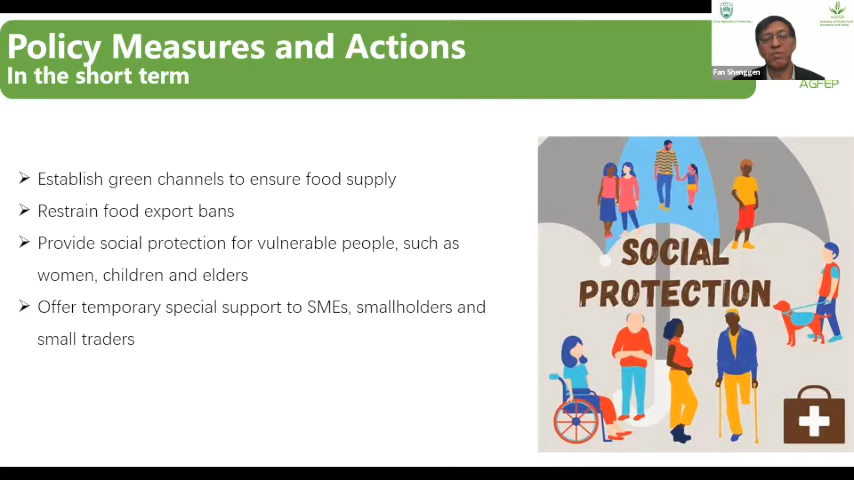 Policy Measures and Actions
In the short term
Fan Shenggen
AGFEP
➢ Establish green channels to ensure food supply
➢ Restrain food export bans
➢ Provide social protection for vulnerable people, such as
women, children and elders
➢ Offer temporary special support to SMEs, smallholders and
small traders
SOCIAL
PROTECTION